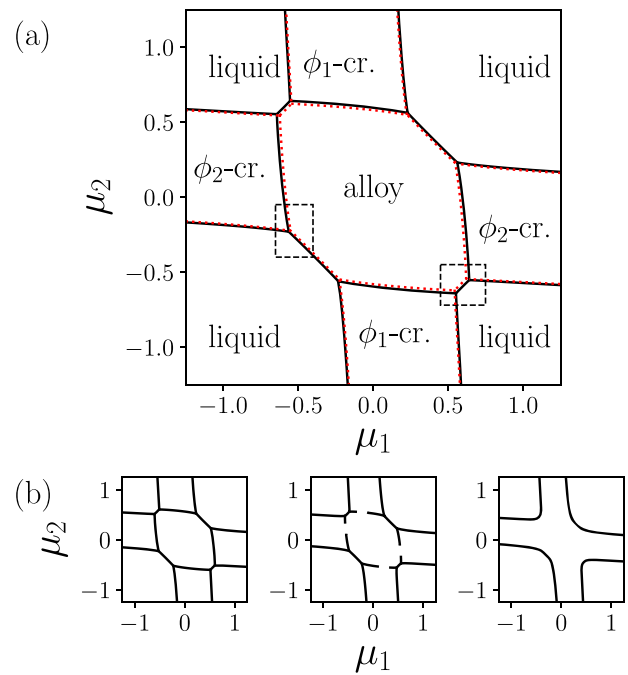 (a)
1.0
0.5
0.0
−0.5
−1.0
μ₂
liquid
ϕ₁-cr.
liquid
ϕ₂-cr.
alloy
ϕ₂-cr.
liquid
ϕ₁-cr.
liquid
−1.0 −0.5 0.0 0.5 1.0
μ₁
(b)
μ₂
1
0
−1
−1 0 1
1
0
−1
−1 0 1
1
0
−1
−1 0 1
μ₁